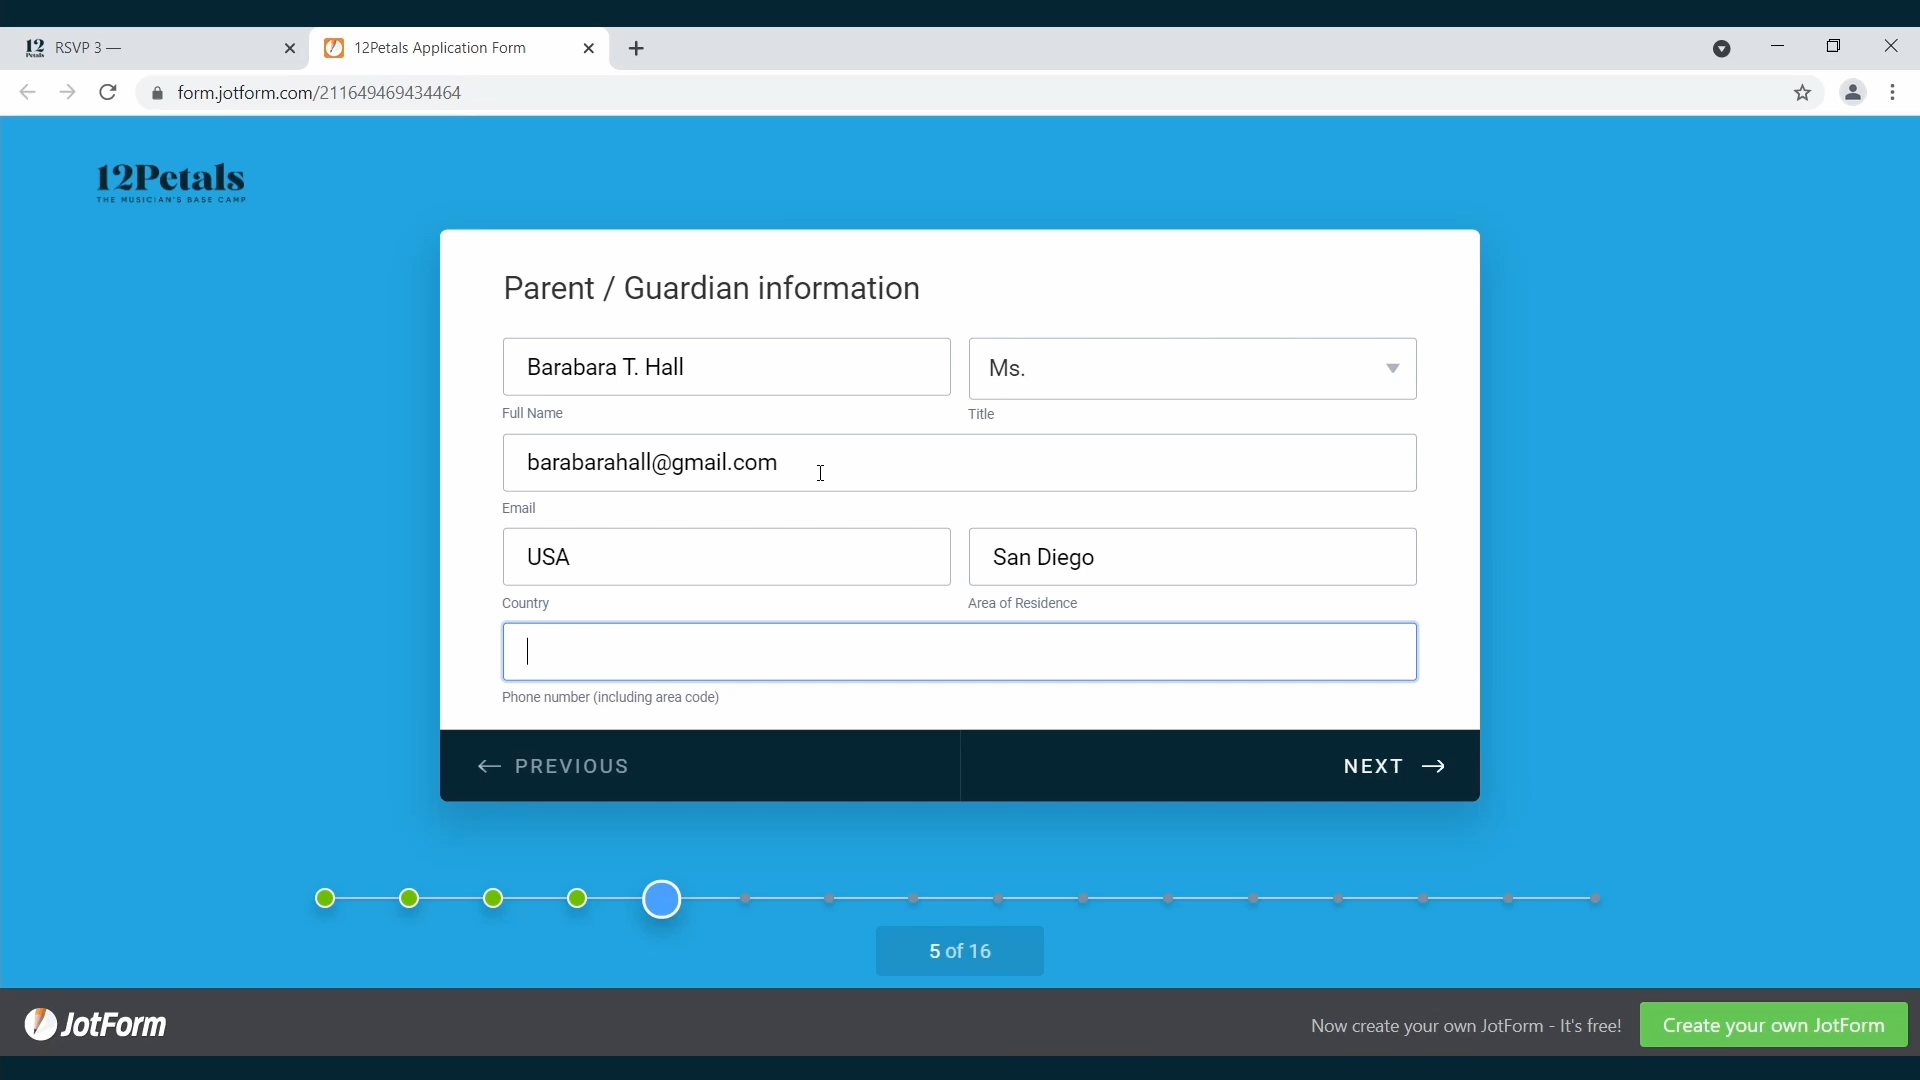 12 Petals
RSVP 3 —
12Petals Application Form
form.jotform.com/211649469434464
12Petals
THE MUSICIAN'S BASE CAMP
Parent / Guardian information
Barabara T. Hall
Ms.
Full Name
Title
barabarahall@gmail.com
Email
USA
San Diego
Country
Area of Residence
Phone number (including area code)
PREVIOUS
NEXT
5 of 16
JotForm
Now create your own JotForm - It's free!
Create your own JotForm